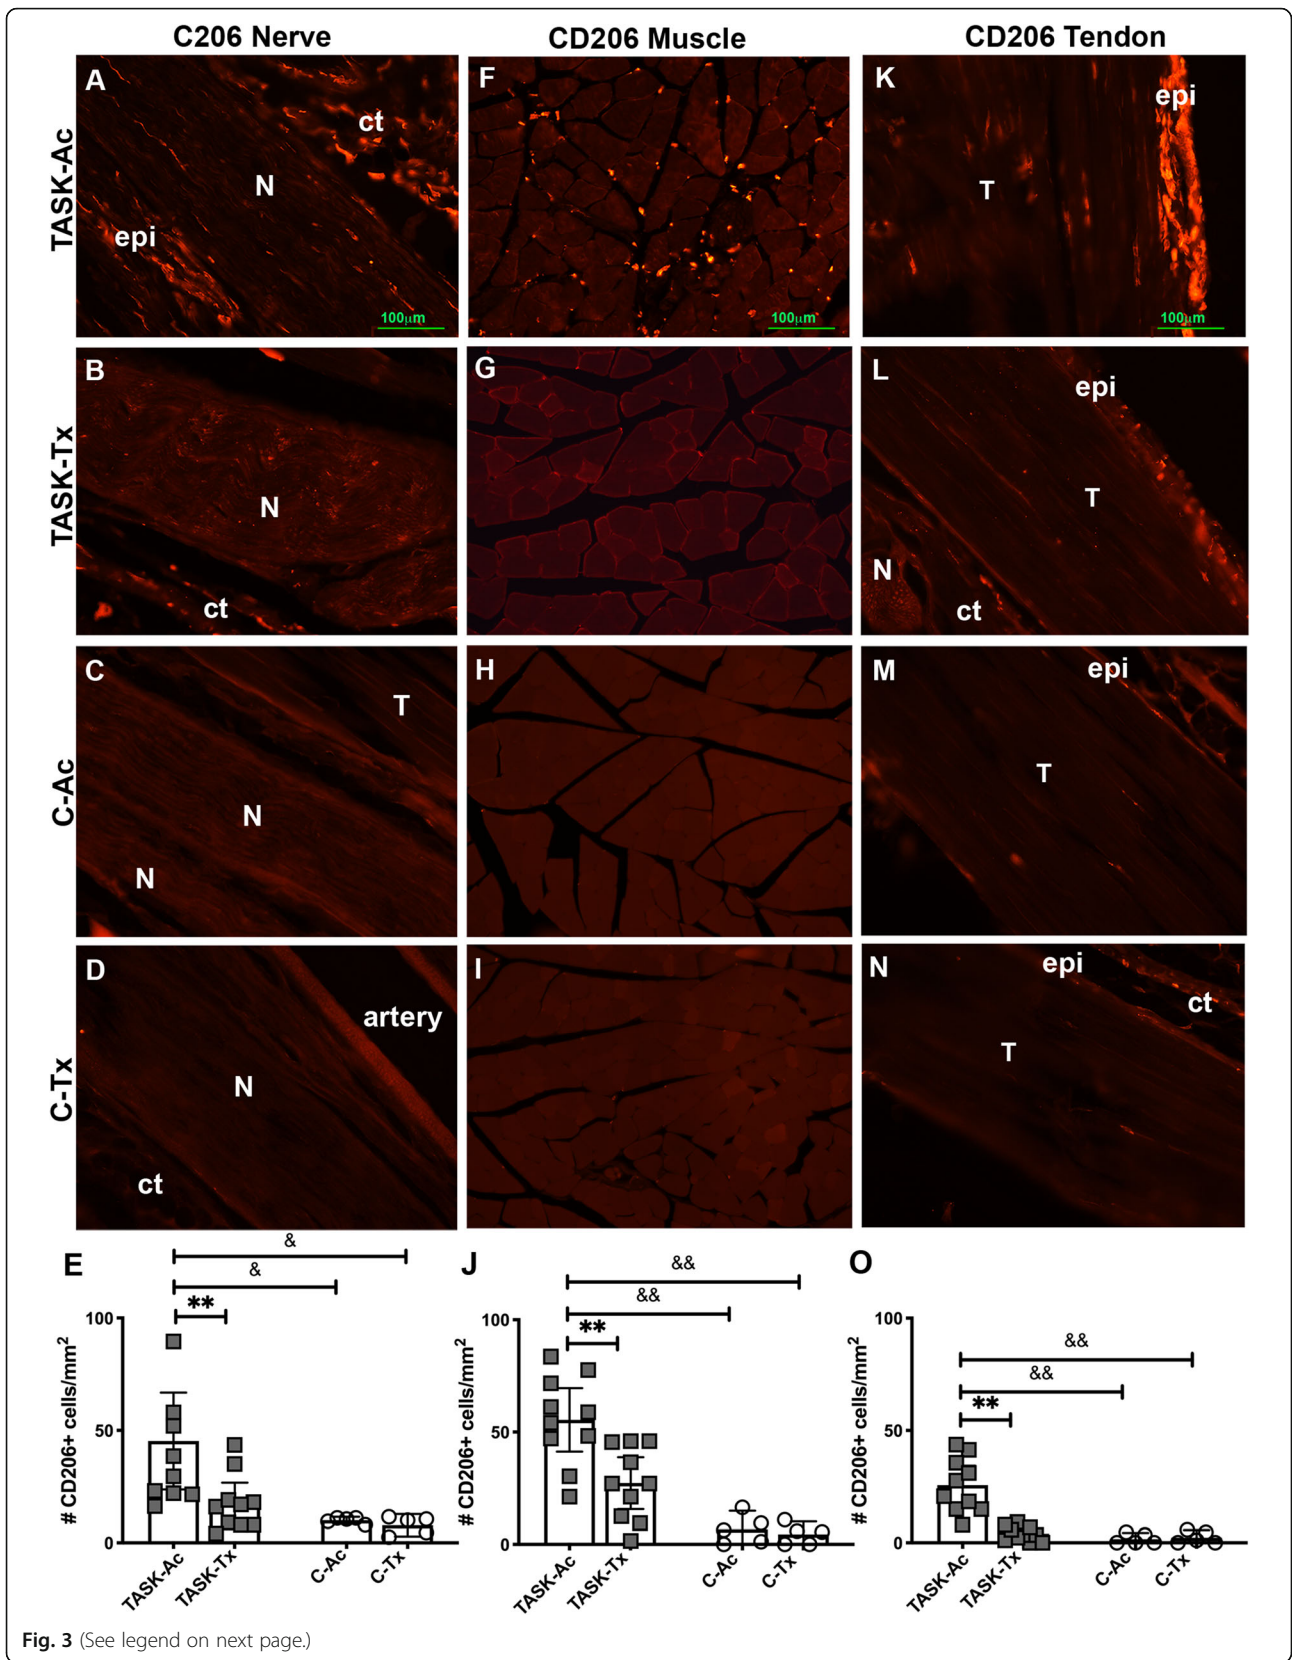 C206 Nerve
CD206 Muscle
CD206 Tendon
TASK-Ac
A
ct
N
epi
100µm
F
100µm
K
epi
T
100µm
TASK-Tx
B
N
ct
G
L
epi
T
N
ct
C-Ac
C
T
N
N
H
M
epi
T
C-Tx
D
artery
N
ct
I
N
epi
ct
T
E
&
&
**
# CD206+ cells/mm²
100
50
0
TASK-Ac
TASK-Tx
C-Ac
C-Tx
J
&&
&&
**
# CD206+ cells/mm²
100
50
0
TASK-Ac
TASK-Tx
C-Ac
C-Tx
O
&&
&&
**
# CD206+ cells/mm²
100
50
0
TASK-Ac
TASK-Tx
C-Ac
C-Tx
Fig. 3 (See legend on next page.)